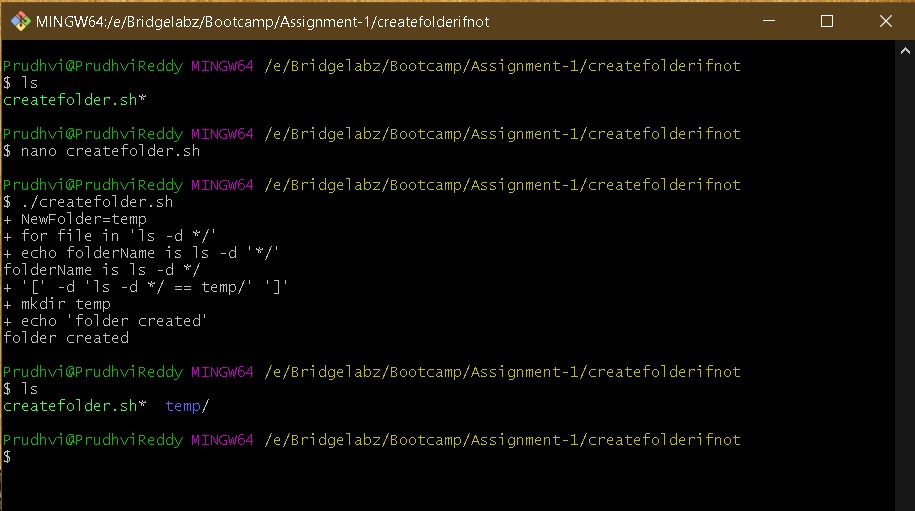 MINGW64:/e/Bridgelabz/Bootcamp/Assignment-1/createfolderifnot
Prudhvi@PrudhviReddy MINGW64 /e/Bridgelabz/Bootcamp/Assignment-1/createfolderifnot
$ ls
createfolder.sh*
Prudhvi@PrudhviReddy MINGW64 /e/Bridgelabz/Bootcamp/Assignment-1/createfolderifnot
$ nano createfolder.sh
Prudhvi@PrudhviReddy MINGW64 /e/Bridgelabz/Bootcamp/Assignment-1/createfolderifnot
$ ./createfolder.sh
+ NewFolder=temp
+ for file in 'ls -d */'
+ echo folderName is ls -d '*/'
folderName is ls -d */
+ '[' -d 'ls -d */ == temp/' ']'
+ mkdir temp
+ echo 'folder created'
folder created
Prudhvi@PrudhviReddy MINGW64 /e/Bridgelabz/Bootcamp/Assignment-1/createfolderifnot
$ ls
createfolder.sh*  temp/
Prudhvi@PrudhviReddy MINGW64 /e/Bridgelabz/Bootcamp/Assignment-1/createfolderifnot
$